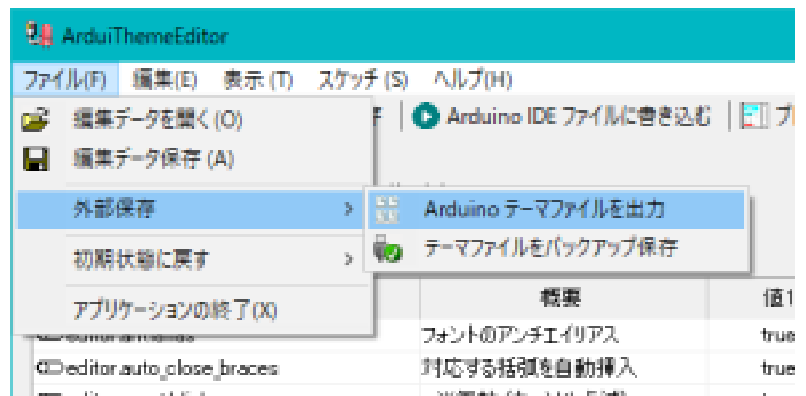 ArduiThemeEditor
ファイル(F) 編集(E) 表示(T) スケッチ(S) ヘルプ(H)
編集データを開く(O)
Arduino IDE ファイルに書き込む
編集データ保存(A)
外部保存 >
Arduino テーマファイルを出力
初期状態に戻す >
テーマファイルをバックアップ保存
アプリケーションの終了(X)
概要 値1
フォントのアンチエイリアス true
editor.auto_close_braces 対応する括弧を自動挿入 true